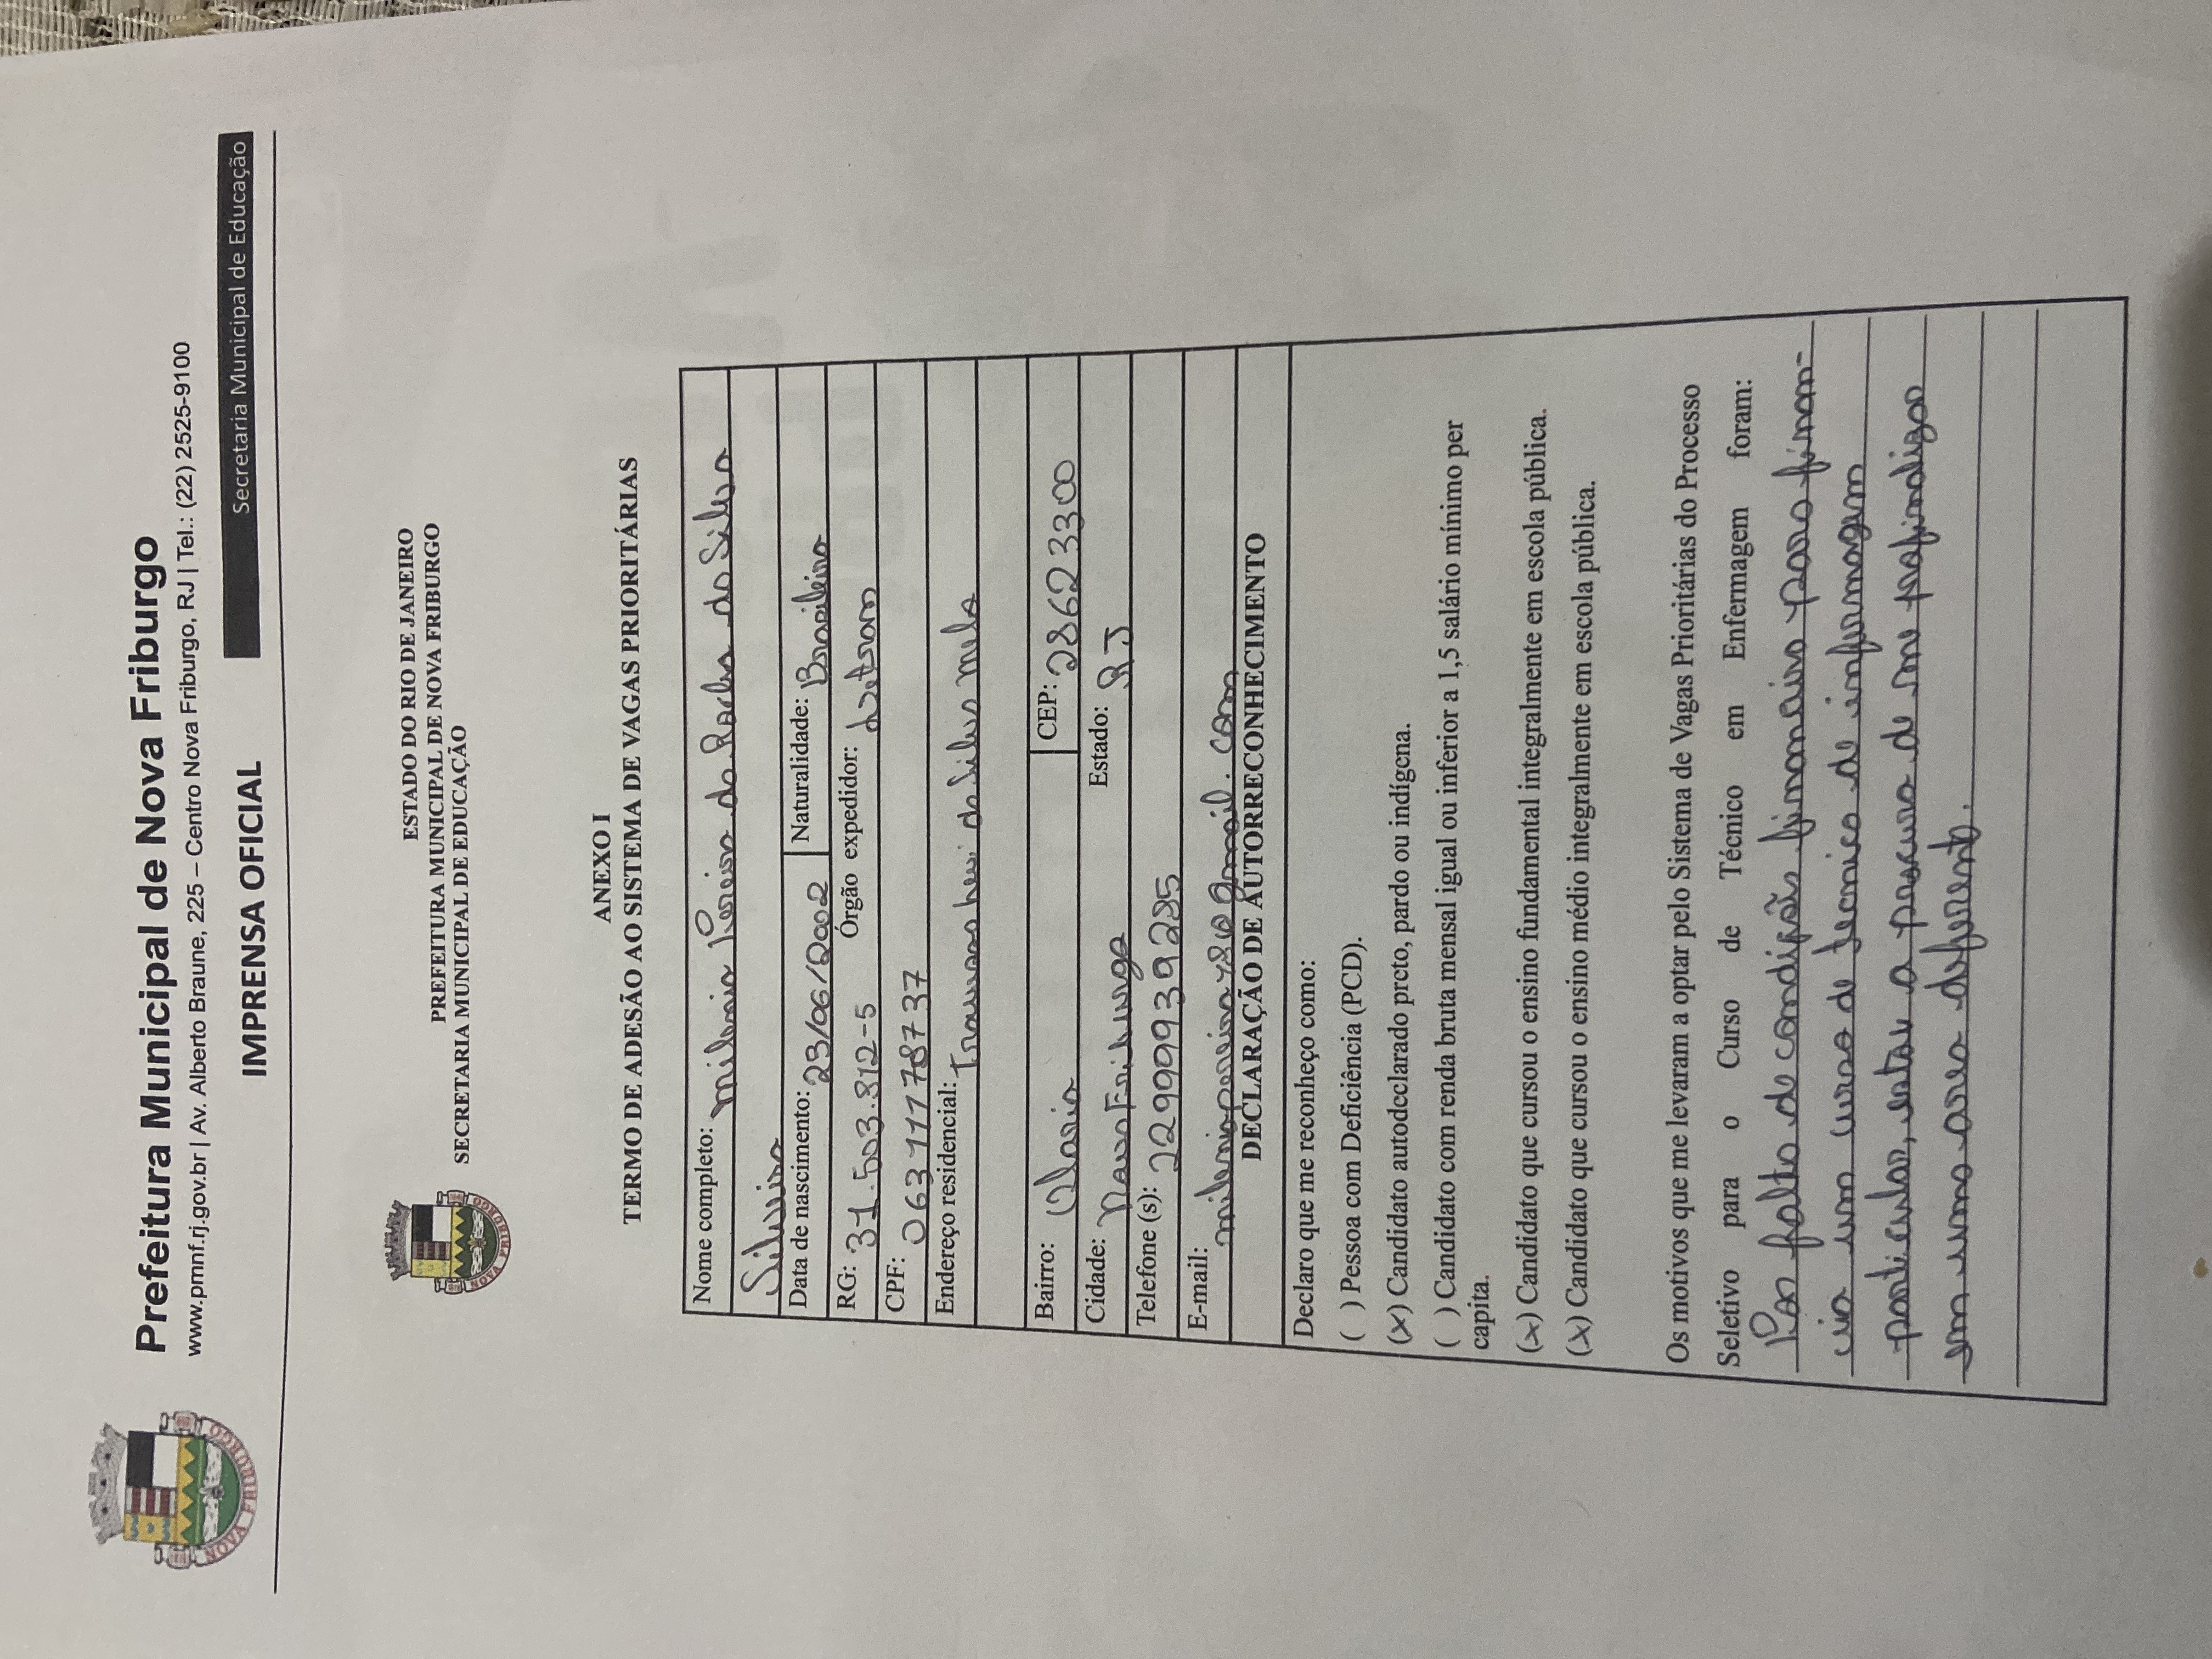 Prefeitura Municipal de Nova Friburgo
www.pmnf.rj.gov.br | Av. Alberto Braune, 225 – Centro Nova Friburgo, RJ | Tel.: (22) 2525-9100
IMPRENSA OFICIAL
Secretaria Municipal de Educação
NOVA FRIBURGO
ESTADO DO RIO DE JANEIRO
PREFEITURA MUNICIPAL DE NOVA FRIBURGO
SECRETARIA MUNICIPAL DE EDUCAÇÃO
NOVA FRIBURGO
ANEXO I
TERMO DE ADESÃO AO SISTEMA DE VAGAS PRIORITÁRIAS
Nome completo: Milenia Pereira da Rocha da Silva
Silveira
Data de nascimento: 23/06/2002 Naturalidade: Brasileira
RG: 31.503.812-5 Órgão expedidor: Detran
CPF: 06311178737
Endereço residencial: Travessa Levi da Silva Melo
Bairro: Olaria CEP: 28623300
Cidade: Nova Friburgo Estado: RJ
Telefone (s): 22999939285
E-mail:
DECLARAÇÃO DE AUTORRECONHECIMENTO
Declaro que me reconheço como:
( ) Pessoa com Deficiência (PCD).
(x) Candidato autodeclarado preto, pardo ou indígena.
( ) Candidato com renda bruta mensal igual ou inferior a 1,5 salário mínimo per
capita.
(x) Candidato que cursou o ensino fundamental integralmente em escola pública.
(x) Candidato que cursou o ensino médio integralmente em escola pública.
Os motivos que me levaram a optar pelo Sistema de Vagas Prioritárias do Processo
Seletivo para o Curso de Técnico em Enfermagem foram:
Por falta de financeira para finan-
cia um curso de tecnico de infermagem
particular, estou a procura de me profinalizar
em uma area deferente.